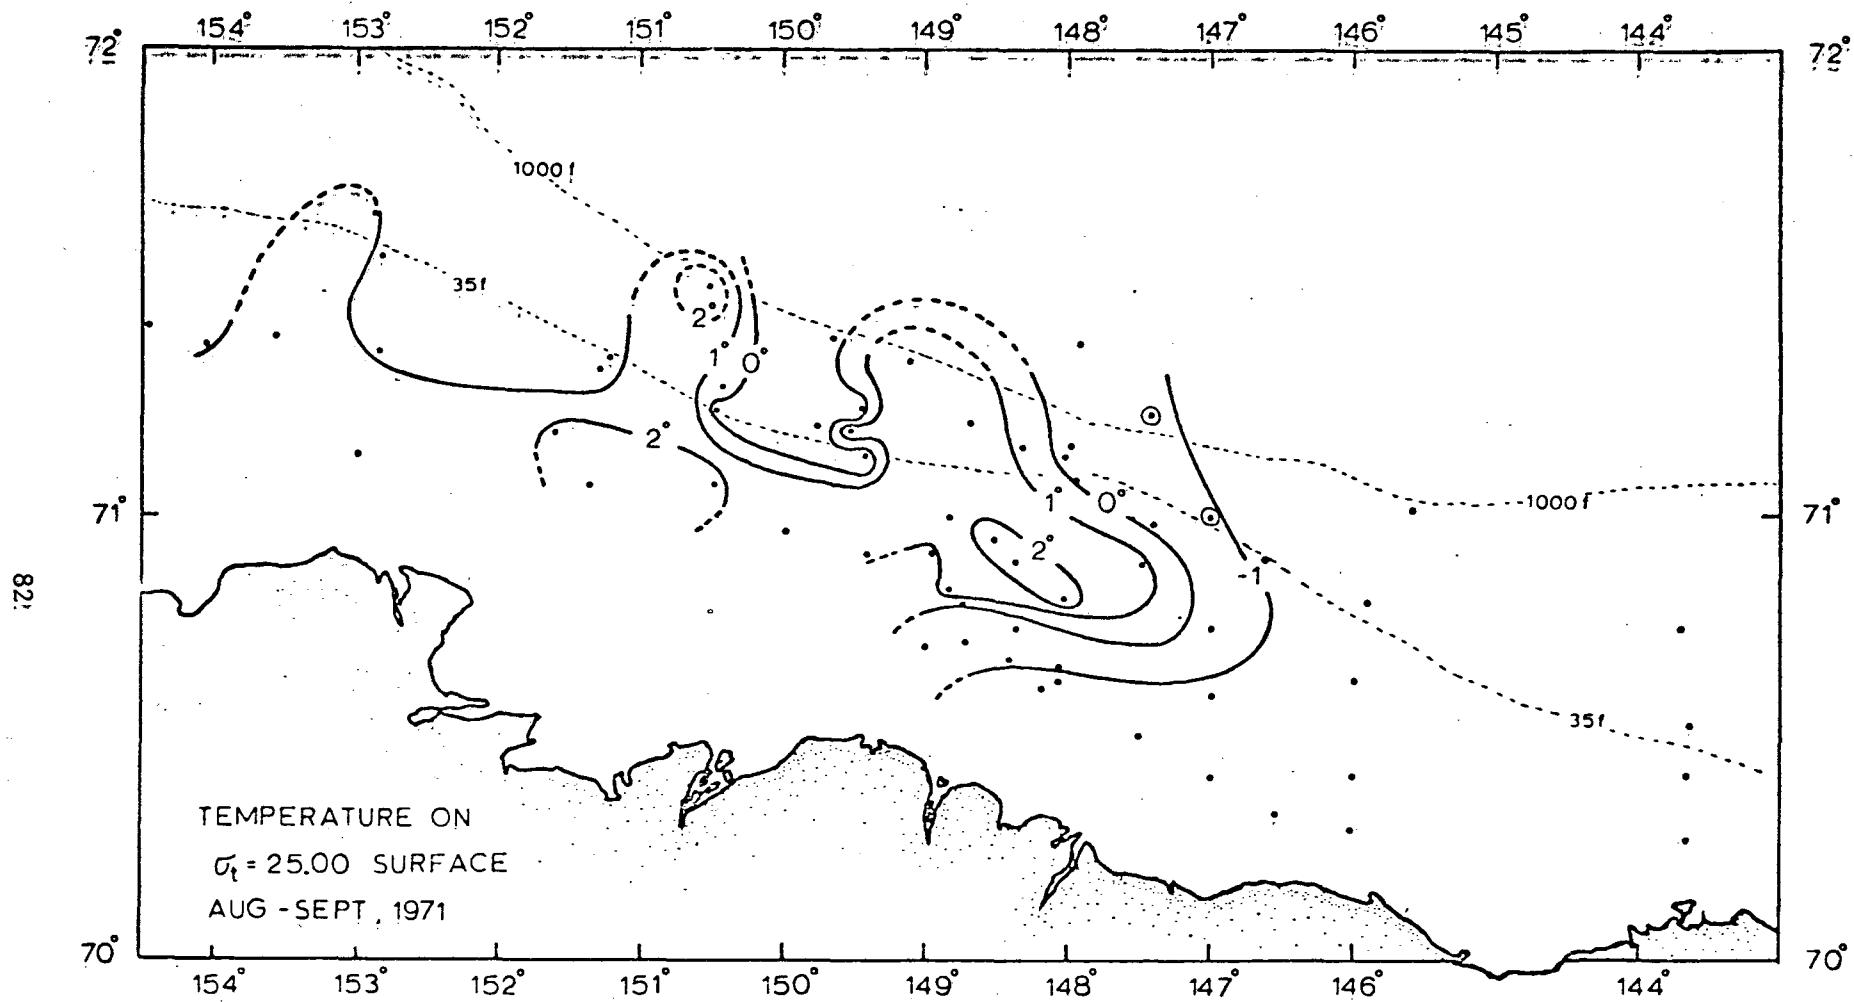 154° 153° 152° 151° 150° 149° 148° 147° 146° 145° 144°
72° 72°
1000 f
35 f
2°
1° 0°
2°
71° 1° 0° 1000 f 71°
2°
-1
82
35 f
TEMPERATURE ON
σt = 25.00 SURFACE
AUG - SEPT, 1971
70° 70°
154° 153° 152° 151° 150° 149° 148° 147° 146° 144°